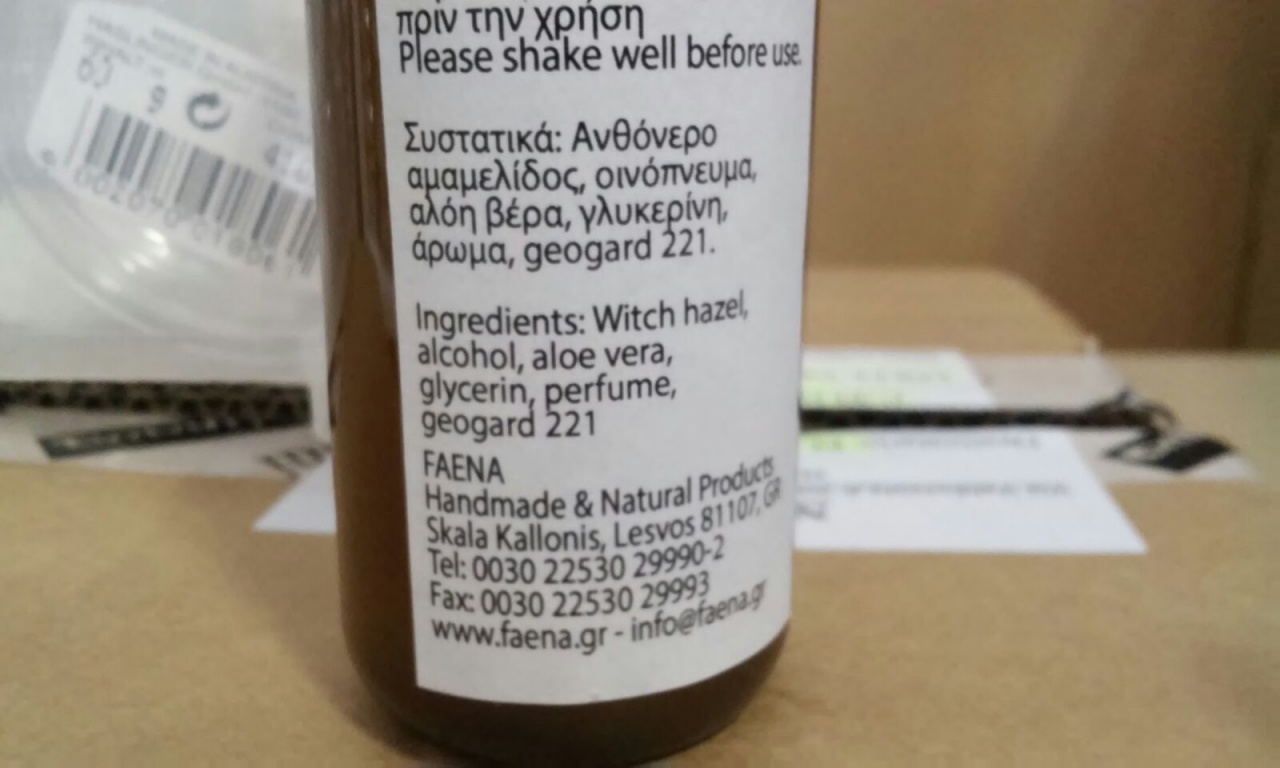 πρίν την χρήση
Please shake well before use.
Συστατικά: Ανθόνερο
αμαμελίδος, οινόπνευμα,
αλόη βέρα, γλυκερίνη,
άρωμα, geogard 221.
Ingredients: Witch hazel,
alcohol, aloe vera,
glycerin, perfume,
geogard 221
FAENA
Handmade & Natural Products
Skala Kallonis, Lesvos 81107, GR
Tel: 0030 22530 29990-2
Fax: 0030 22530 29993
www.faena.gr - info@faena.gr
9